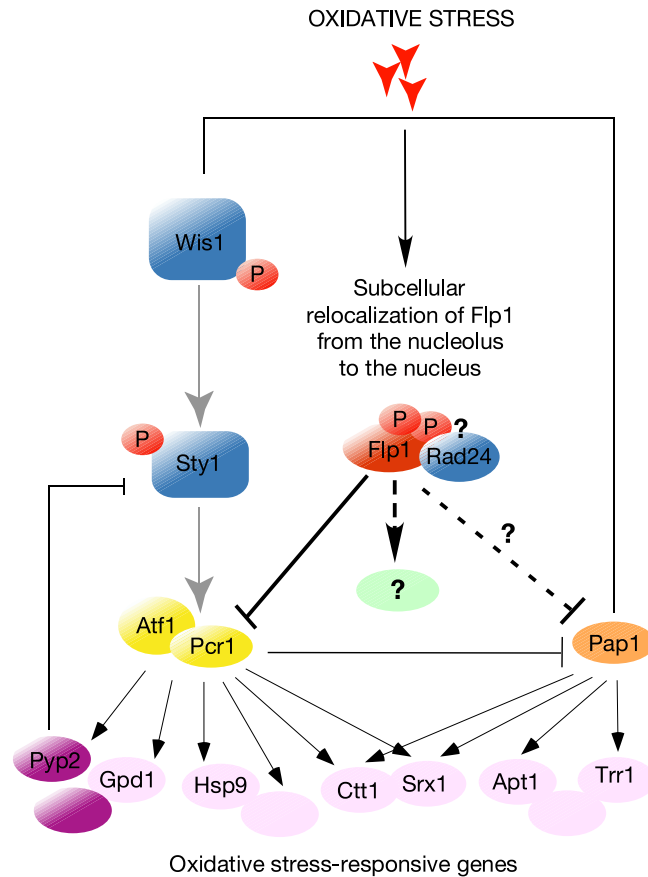 OXIDATIVE STRESS
Wis1
P
Subcellular
relocalization of Flp1
from the nucleolus
to the nucleus
P
P
P
?
Sty1
Flp1
Rad24
?
?
Atf1
Pcr1
Pap1
Pyp2
Gpd1
Hsp9
Ctt1
Srx1
Apt1
Trr1
Oxidative stress-responsive genes